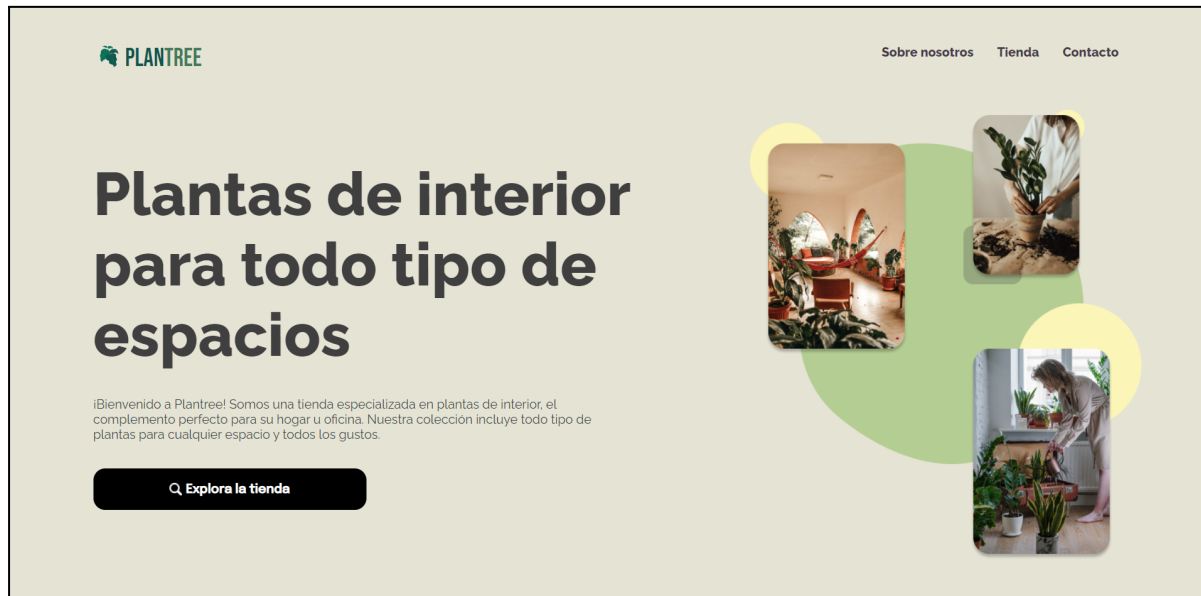 PLANTREE
Sobre nosotros Tienda Contacto
Plantas de interior
para todo tipo de
espacios
¡Bienvenido a Plantree! Somos una tienda especializada en plantas de interior, el
complemento perfecto para su hogar u oficina. Nuestra colección incluye todo tipo de
plantas para cualquier espacio y todos los gustos.
Explora la tienda